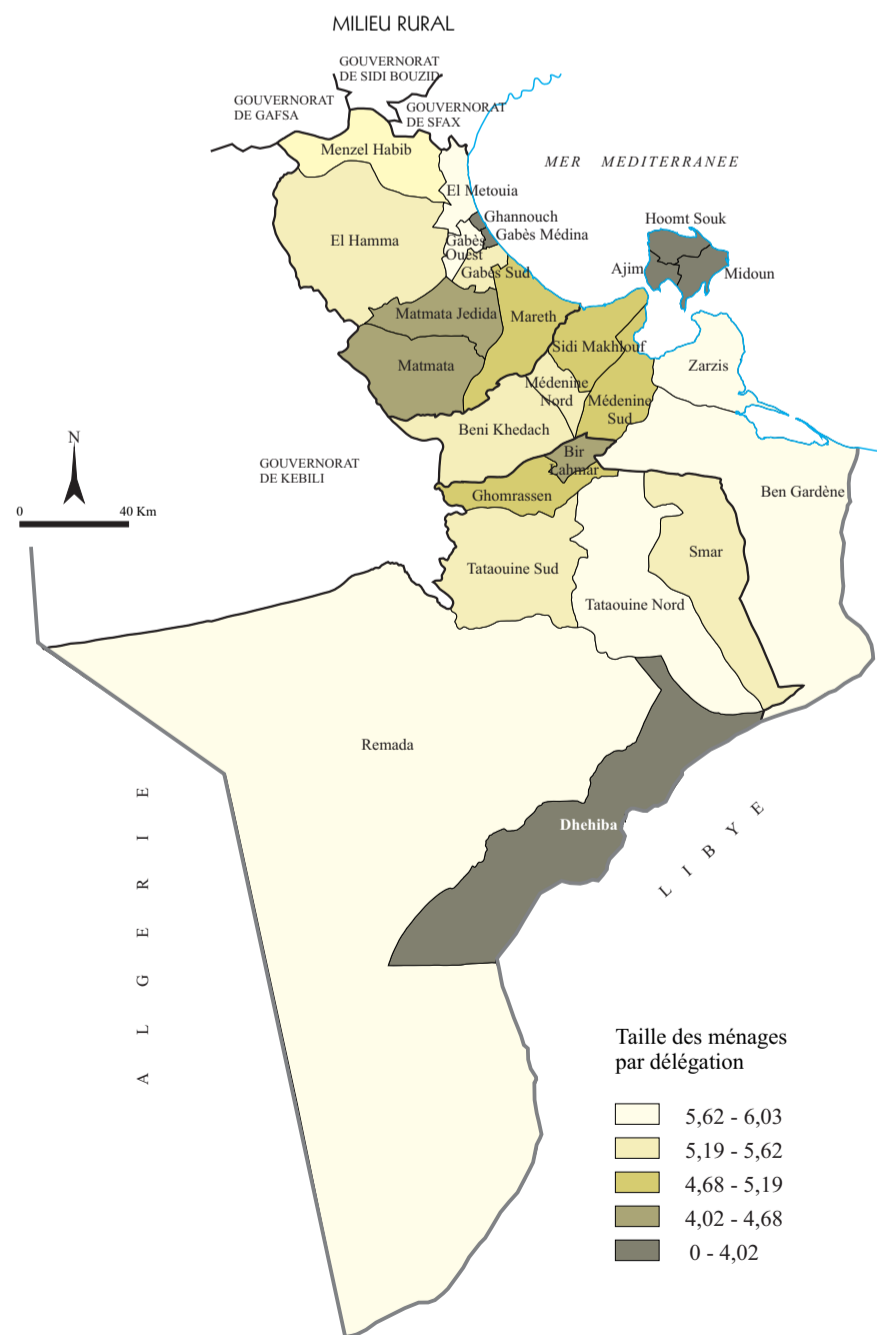 MILIEU RURAL
GOUVERNORAT
DE SIDI BOUZID
GOUVERNORAT
DE GAFSA
GOUVERNORAT
DE SFAX
Menzel Habib
MER MEDITERRANEE
El Metouia
Ghannouch
Gabès Médina
Hoomt Souk
El Hamma
Gabès
Ouest
Gabès Sud
Ajim
Midoun
Matmata Jedida
Mareth
Sidi Makhlouf
Zarzis
Matmata
Médenine
Nord
Médenine
Sud
Beni Khedach
Bir
Lahmar
N
GOUVERNORAT
DE KEBILI
Ghomrassen
Ben Gardène
0 40 Km
Smar
Tataouine Sud
Tataouine Nord
Remada
Dhehiba
ALGERIE
LIBYE
Taille des ménages
par délégation
5,62 - 6,03
5,19 - 5,62
4,68 - 5,19
4,02 - 4,68
0 - 4,02